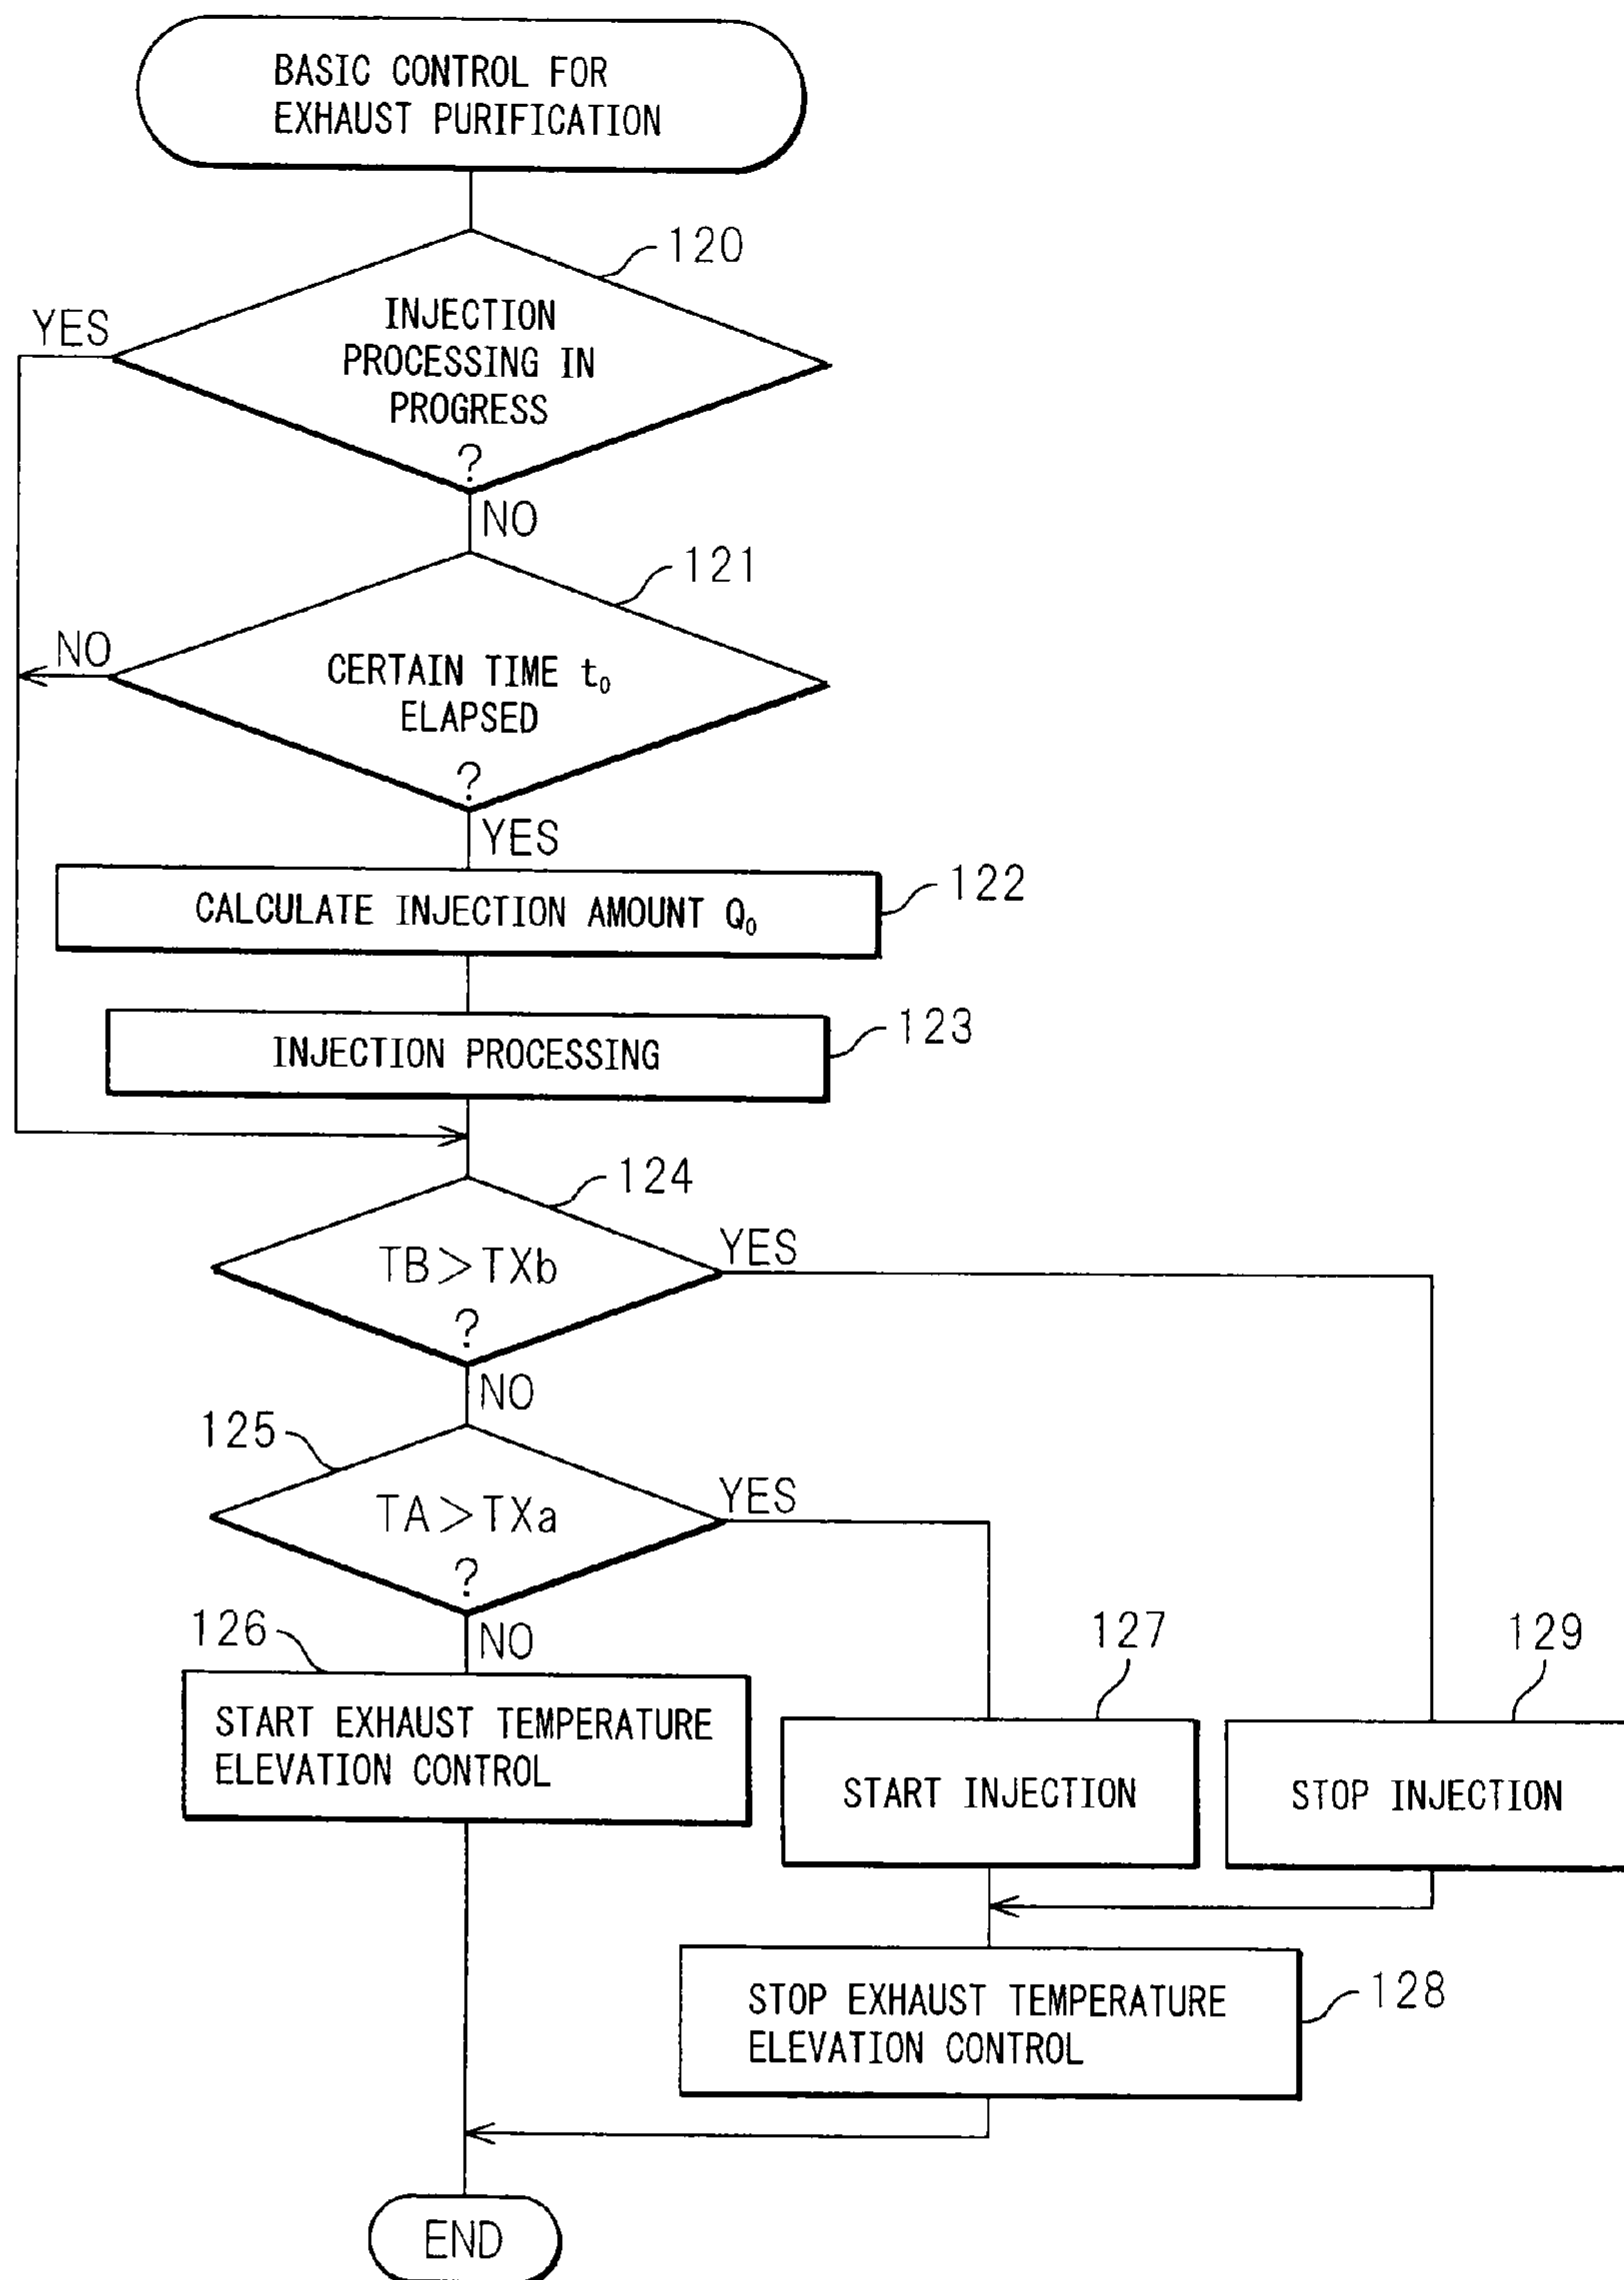 BASIC CONTROL FOR
EXHAUST PURIFICATION
120
YES
INJECTION
PROCESSING IN
PROGRESS
?
NO
121
NO
CERTAIN TIME t₀
ELAPSED
?
YES
122
CALCULATE INJECTION AMOUNT Q₀
123
INJECTION PROCESSING
124
TB>TXb
?
YES
NO
125
TA>TXa
?
YES
NO
126
START EXHAUST TEMPERATURE
ELEVATION CONTROL
127
START INJECTION
129
STOP INJECTION
128
STOP EXHAUST TEMPERATURE
ELEVATION CONTROL
END